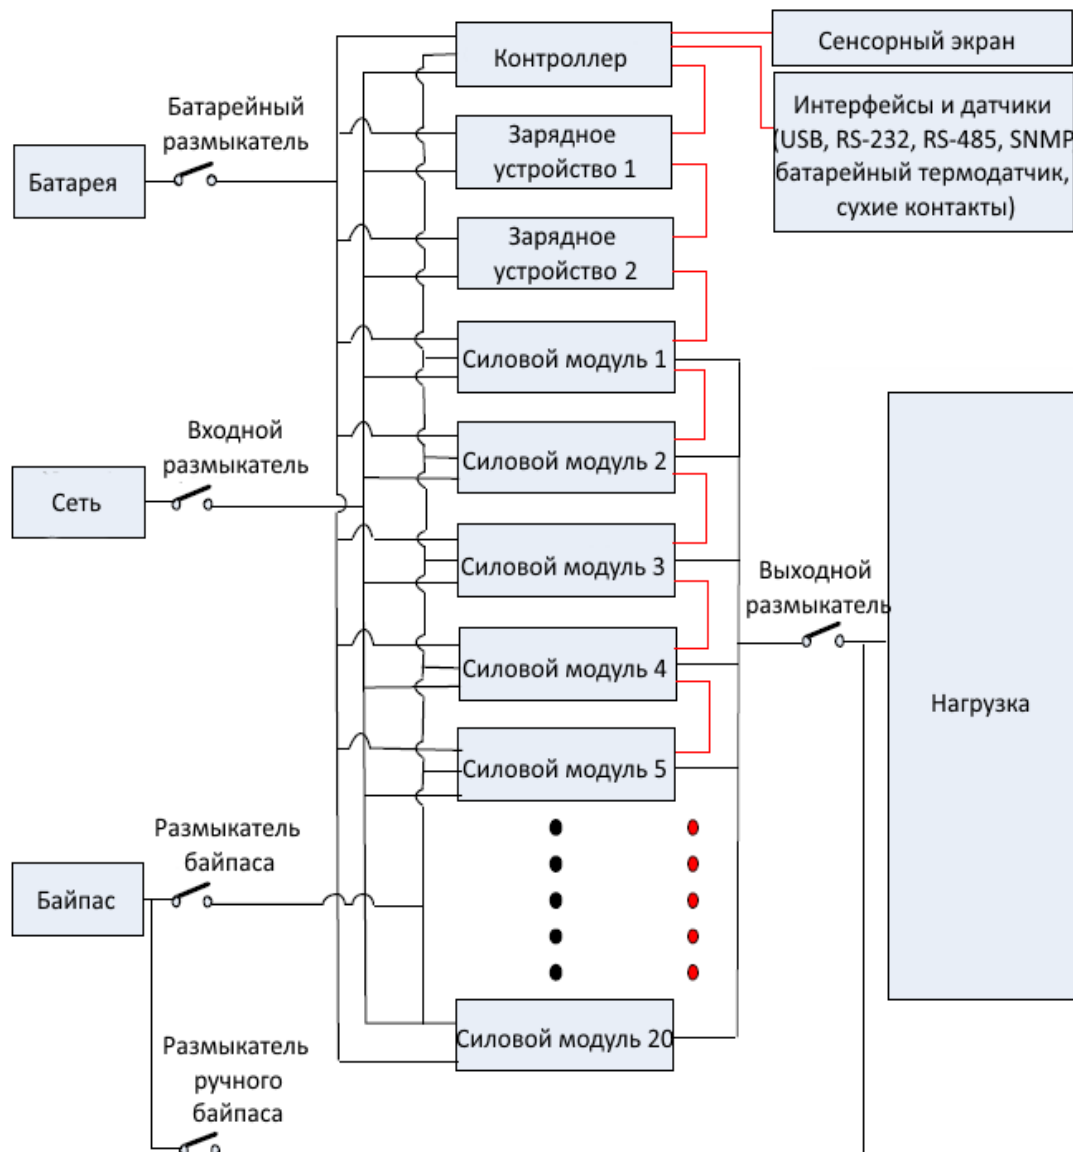 Контроллер
Сенсорный экран
Интерфейсы и датчики
(USB, RS-232, RS-485, SNMP
батарейный термодатчик,
сухие контакты)
Батарейный
размыкатель
Зарядное
устройство 1
Батарея
Зарядное
устройство 2
Силовой модуль 1
Входной
размыкатель
Силовой модуль 2
Сеть
Силовой модуль 3
Выходной
размыкатель
Силовой модуль 4
Нагрузка
Силовой модуль 5
Размыкатель
байпаса
Байпас
Силовой модуль 20
Размыкатель
ручного
байпаса